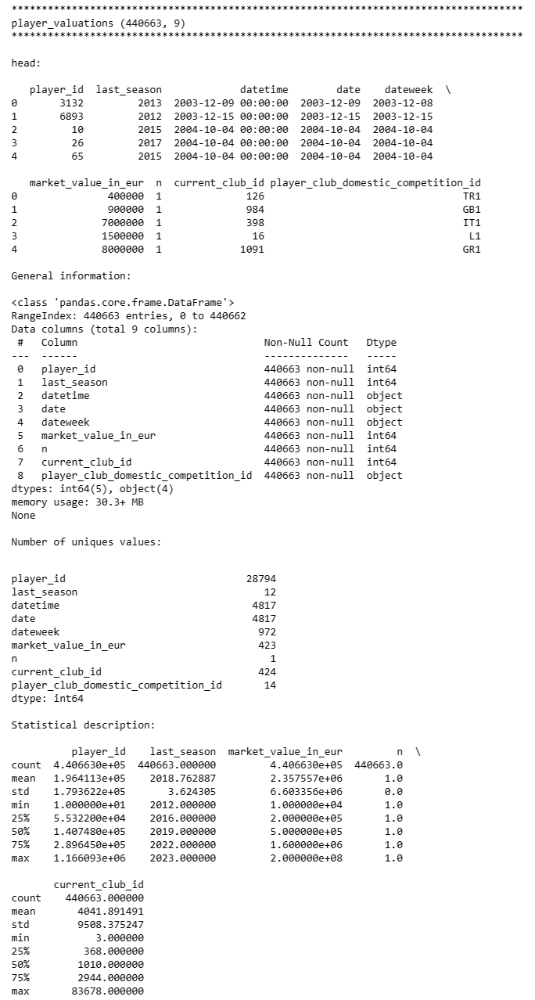 **************************************************************************************
player_valuations (440663, 9)
**************************************************************************************
head:
   player_id  last_season             datetime        date    dateweek  \
0       3132         2013  2003-12-09 00:00:00  2003-12-09  2003-12-08
1       6893         2012  2003-12-15 00:00:00  2003-12-15  2003-12-15
2         10         2015  2004-10-04 00:00:00  2004-10-04  2004-10-04
3         26         2017  2004-10-04 00:00:00  2004-10-04  2004-10-04
4         65         2015  2004-10-04 00:00:00  2004-10-04  2004-10-04
   market_value_in_eur  n  current_club_id player_club_domestic_competition_id
0               400000  1              126                                 TR1
1               900000  1              984                                 GB1
2              7000000  1              398                                 IT1
3              1500000  1               16                                  L1
4              8000000  1             1091                                 GR1
General information:
<class 'pandas.core.frame.DataFrame'>
RangeIndex: 440663 entries, 0 to 440662
Data columns (total 9 columns):
 #   Column                               Non-Null Count   Dtype
---  ------                               --------------   -----
 0   player_id                            440663 non-null  int64
 1   last_season                          440663 non-null  int64
 2   datetime                             440663 non-null  object
 3   date                                 440663 non-null  object
 4   dateweek                             440663 non-null  object
 5   market_value_in_eur                  440663 non-null  int64
 6   n                                    440663 non-null  int64
 7   current_club_id                      440663 non-null  int64
 8   player_club_domestic_competition_id  440663 non-null  object
dtypes: int64(5), object(4)
memory usage: 30.3+ MB
None
Number of uniques values:
player_id                              28794
last_season                               12
datetime                                4817
date                                    4817
dateweek                                 972
market_value_in_eur                      423
n                                          1
current_club_id                          424
player_club_domestic_competition_id       14
dtype: int64
Statistical description:
          player_id    last_season  market_value_in_eur         n  \
count  4.406630e+05  440663.000000         4.406630e+05  440663.0
mean   1.964113e+05    2018.762887         2.357557e+06       1.0
std    1.793622e+05       3.624305         6.603356e+06       0.0
min    1.000000e+01    2012.000000         1.000000e+04       1.0
25%    5.532200e+04    2016.000000         2.000000e+05       1.0
50%    1.407480e+05    2019.000000         5.000000e+05       1.0
75%    2.896450e+05    2022.000000         1.600000e+06       1.0
max    1.166093e+06    2023.000000         2.000000e+08       1.0
       current_club_id
count    440663.000000
mean       4041.891491
std        9508.375247
min           3.000000
25%         368.000000
50%        1010.000000
75%        2944.000000
max       83678.000000